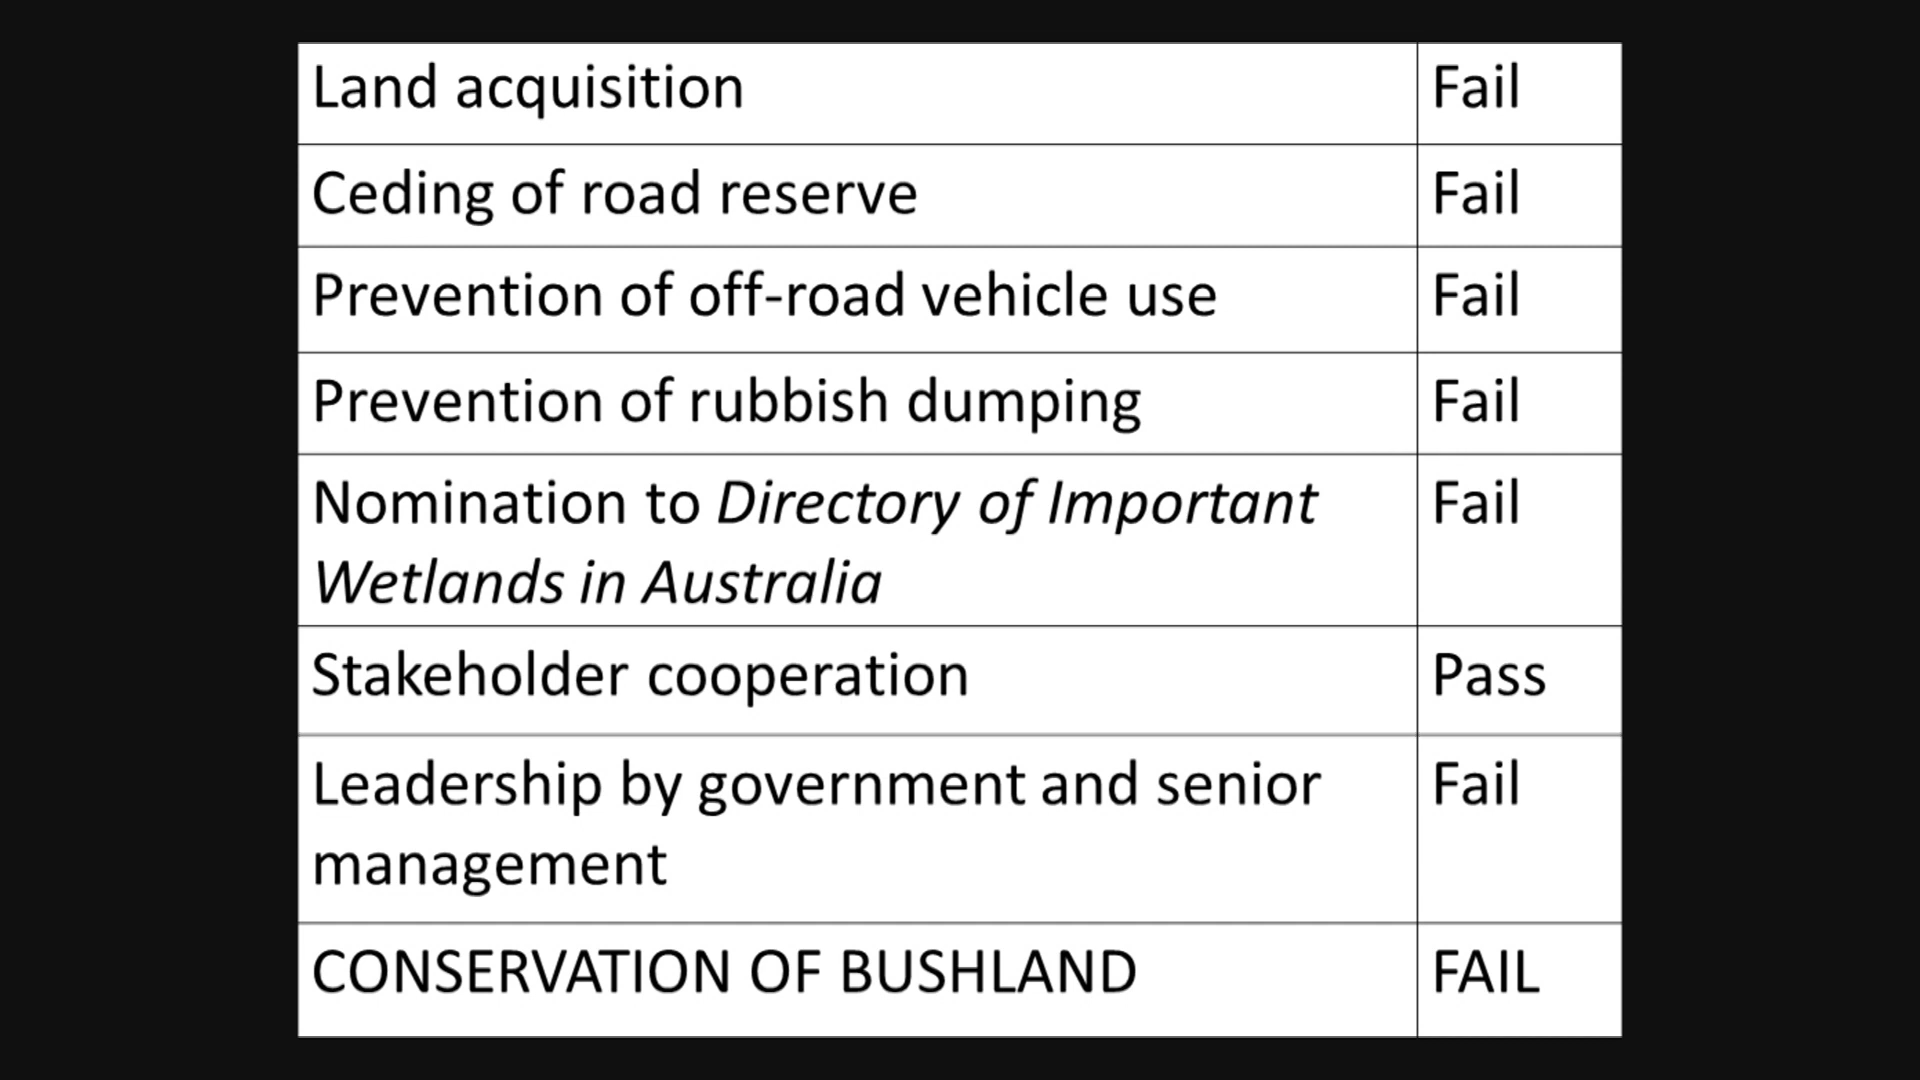 Land acquisition Fail
Ceding of road reserve Fail
Prevention of off-road vehicle use Fail
Prevention of rubbish dumping Fail
Nomination to Directory of Important Fail
Wetlands in Australia
Stakeholder cooperation Pass
Leadership by government and senior Fail
management
CONSERVATION OF BUSHLAND FAIL